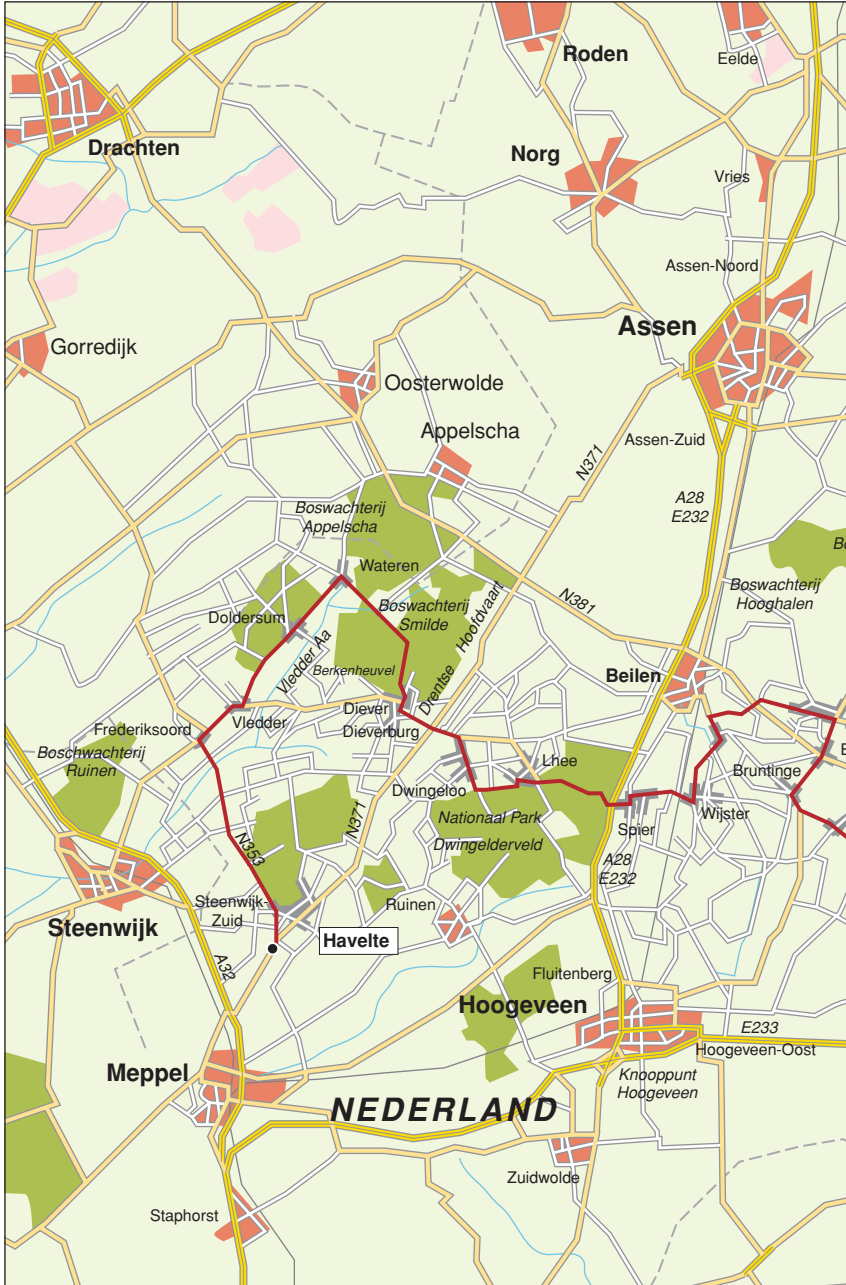 Roden
Eelde
Drachten
Norg
Vries
Assen-Noord
Assen
Gorredijk
Oosterwolde
Appelscha
Assen-Zuid
N371
A28
E232
Boswachterij
Appelscha
Be
Wateren
Boswachterij
Hooghalen
N381
Boswachterij
Smilde
Doldersum
Hoofdvaart
Vledder Aa
Berkenheuvel
Drentse
Beilen
Diever
Vledder
Dieverburg
Frederiksoord
Boschwachterij
Ruinen
Lhee
B
Bruntinge
Dwingeloo
N371
Nationaal Park
Dwingelderveld
Wijster
Spier
N353
A28
E232
Steenwijk-
Zuid
Ruinen
Steenwijk
Havelte
A32
Fluitenberg
Hoogeveen
E233
Hoogeveen-Oost
Meppel
Knooppunt
Hoogeveen
NEDERLAND
Zuidwolde
Staphorst